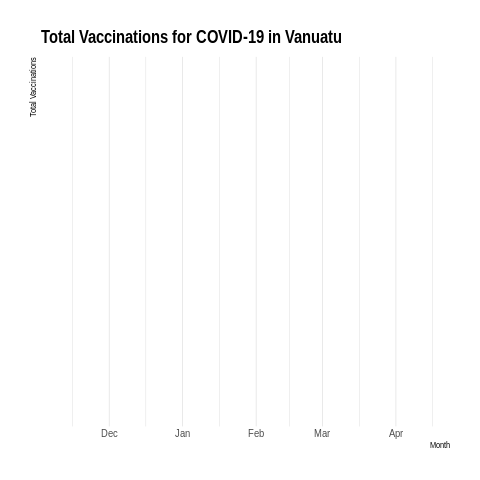 Total Vaccinations for COVID-19 in Vanuatu
Total Vaccinations
Dec Jan Feb Mar Apr
Month